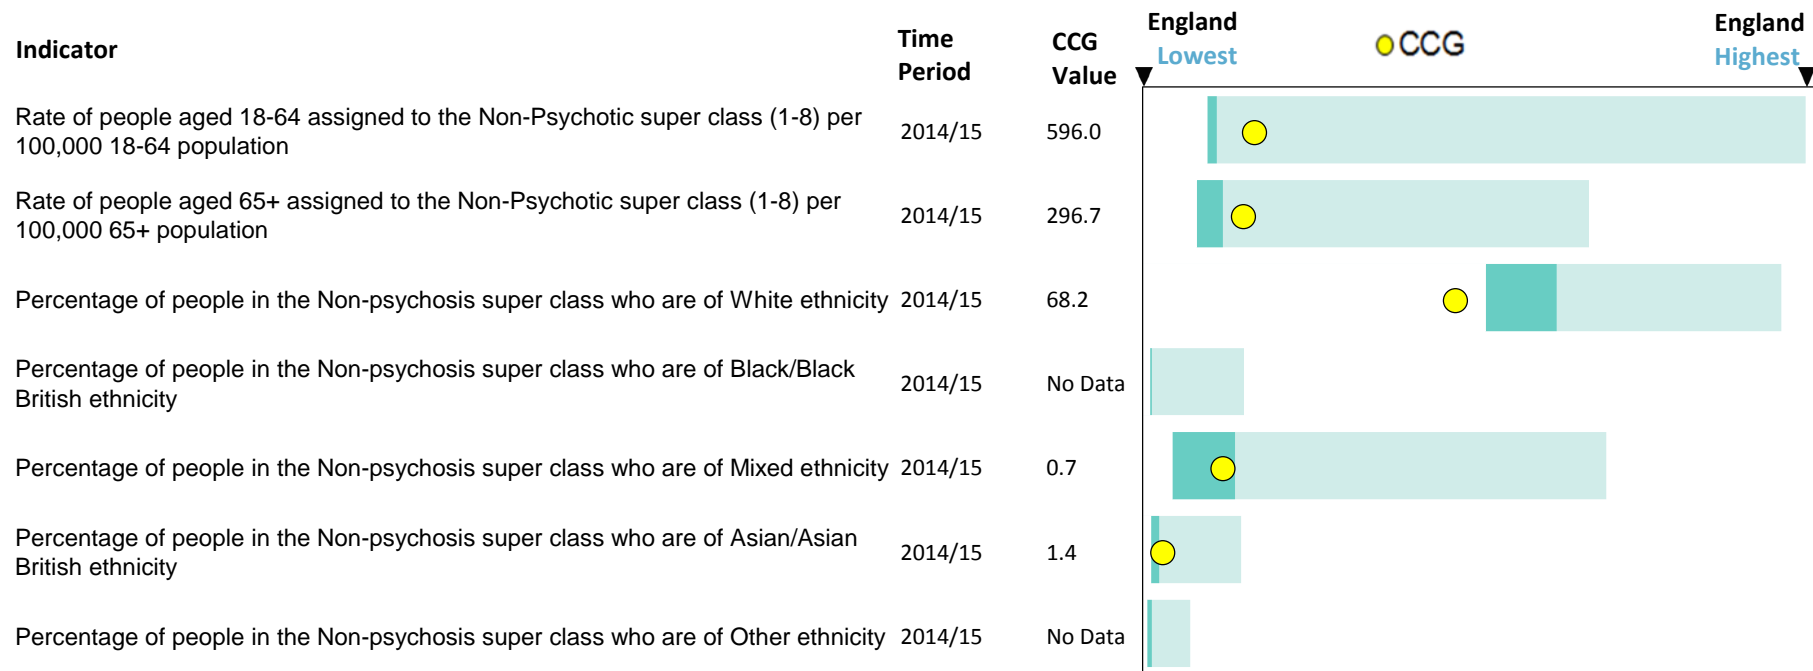 Indicator
Time
Period
CCG
Value
England
Lowest
CCG
England
Highest
Rate of people aged 18-64 assigned to the Non-Psychotic super class (1-8) per
100,000 18-64 population
2014/15
596.0
Rate of people aged 65+ assigned to the Non-Psychotic super class (1-8) per
100,000 65+ population
2014/15
296.7
Percentage of people in the Non-psychosis super class who are of White ethnicity
2014/15
68.2
Percentage of people in the Non-psychosis super class who are of Black/Black
British ethnicity
2014/15
No Data
Percentage of people in the Non-psychosis super class who are of Mixed ethnicity
2014/15
0.7
Percentage of people in the Non-psychosis super class who are of Asian/Asian
British ethnicity
2014/15
1.4
Percentage of people in the Non-psychosis super class who are of Other ethnicity
2014/15
No Data